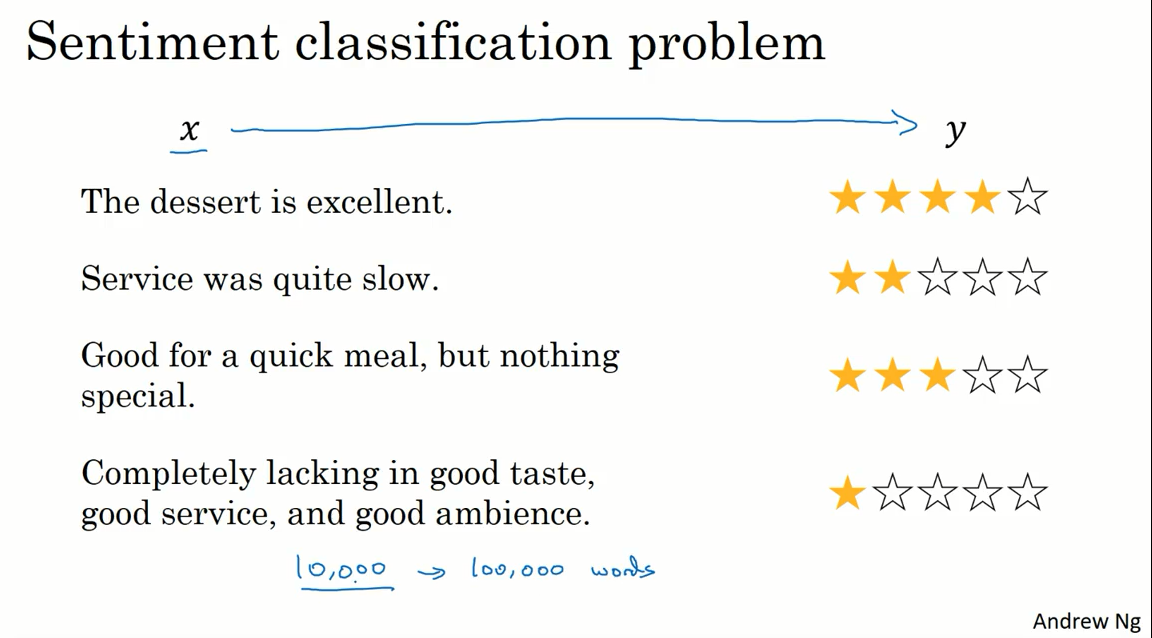 Sentiment classification problem
x y
The dessert is excellent.
Service was quite slow.
Good for a quick meal, but nothing
special.
Completely lacking in good taste,
good service, and good ambience.
10,000 → 100,000 words
Andrew Ng